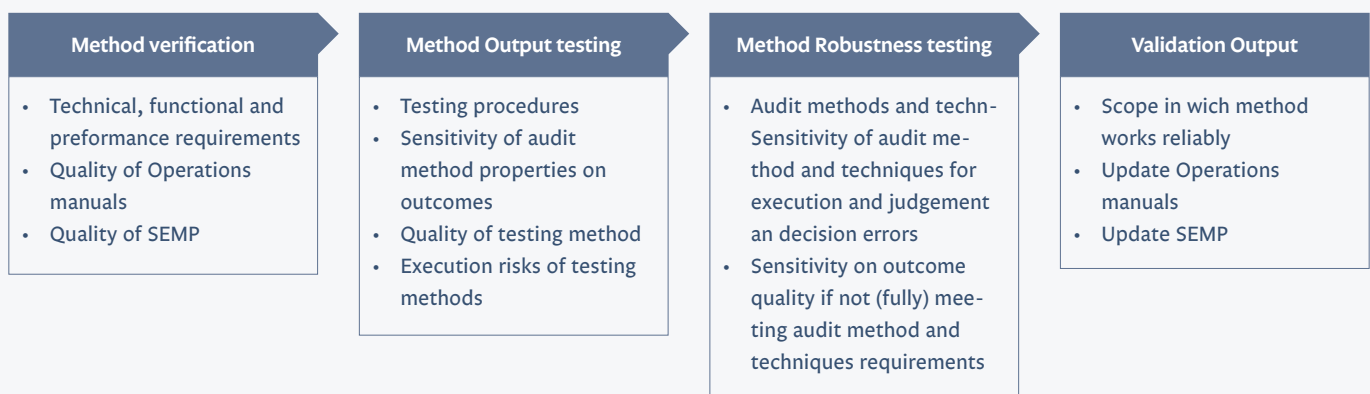 Method verification
• Technical, functional and
preformance requirements
• Quality of Operations
manuals
• Quality of SEMP
Method Output testing
• Testing procedures
• Sensitivity of audit
method properties on
outcomes
• Quality of testing method
• Execution risks of testing
methods
Method Robustness testing
• Audit methods and techn-
Sensitivity of audit me-
thod and techniques for
execution and judgement
an decision errors
• Sensitivity on outcome
quality if not (fully) mee-
ting audit method and
techniques requirements
Validation Output
• Scope in wich method
works reliably
• Update Operations
manuals
• Update SEMP